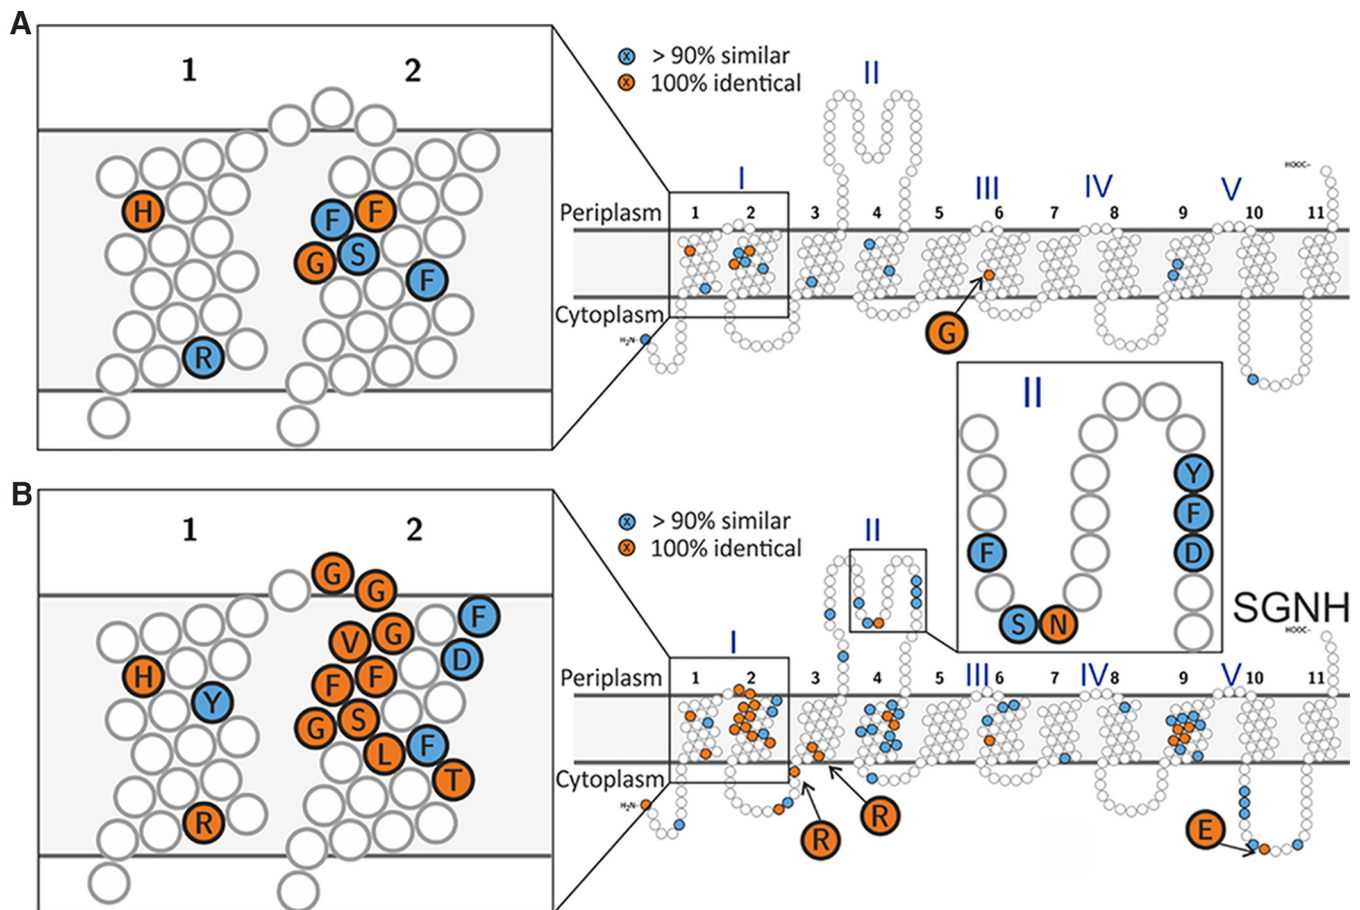 A
1 2
H
F F
G S
F
R
X > 90% similar
X 100% identical
II
I
III
IV
V
HOOC-
Periplasm
1 2 3 4 5 6 7 8 9 10 11
Cytoplasm
H₂N-
G
II
Y
F
F D
S N
B
1 2
G
G
F
V G
D
H
F F
Y
G S
L F
T
R
X > 90% similar
X 100% identical
II
SGNH
HOOC-
I
III
IV
V
Periplasm
1 2 3 4 5 6 7 8 9 10 11
Cytoplasm
H₂N-
R
R
E